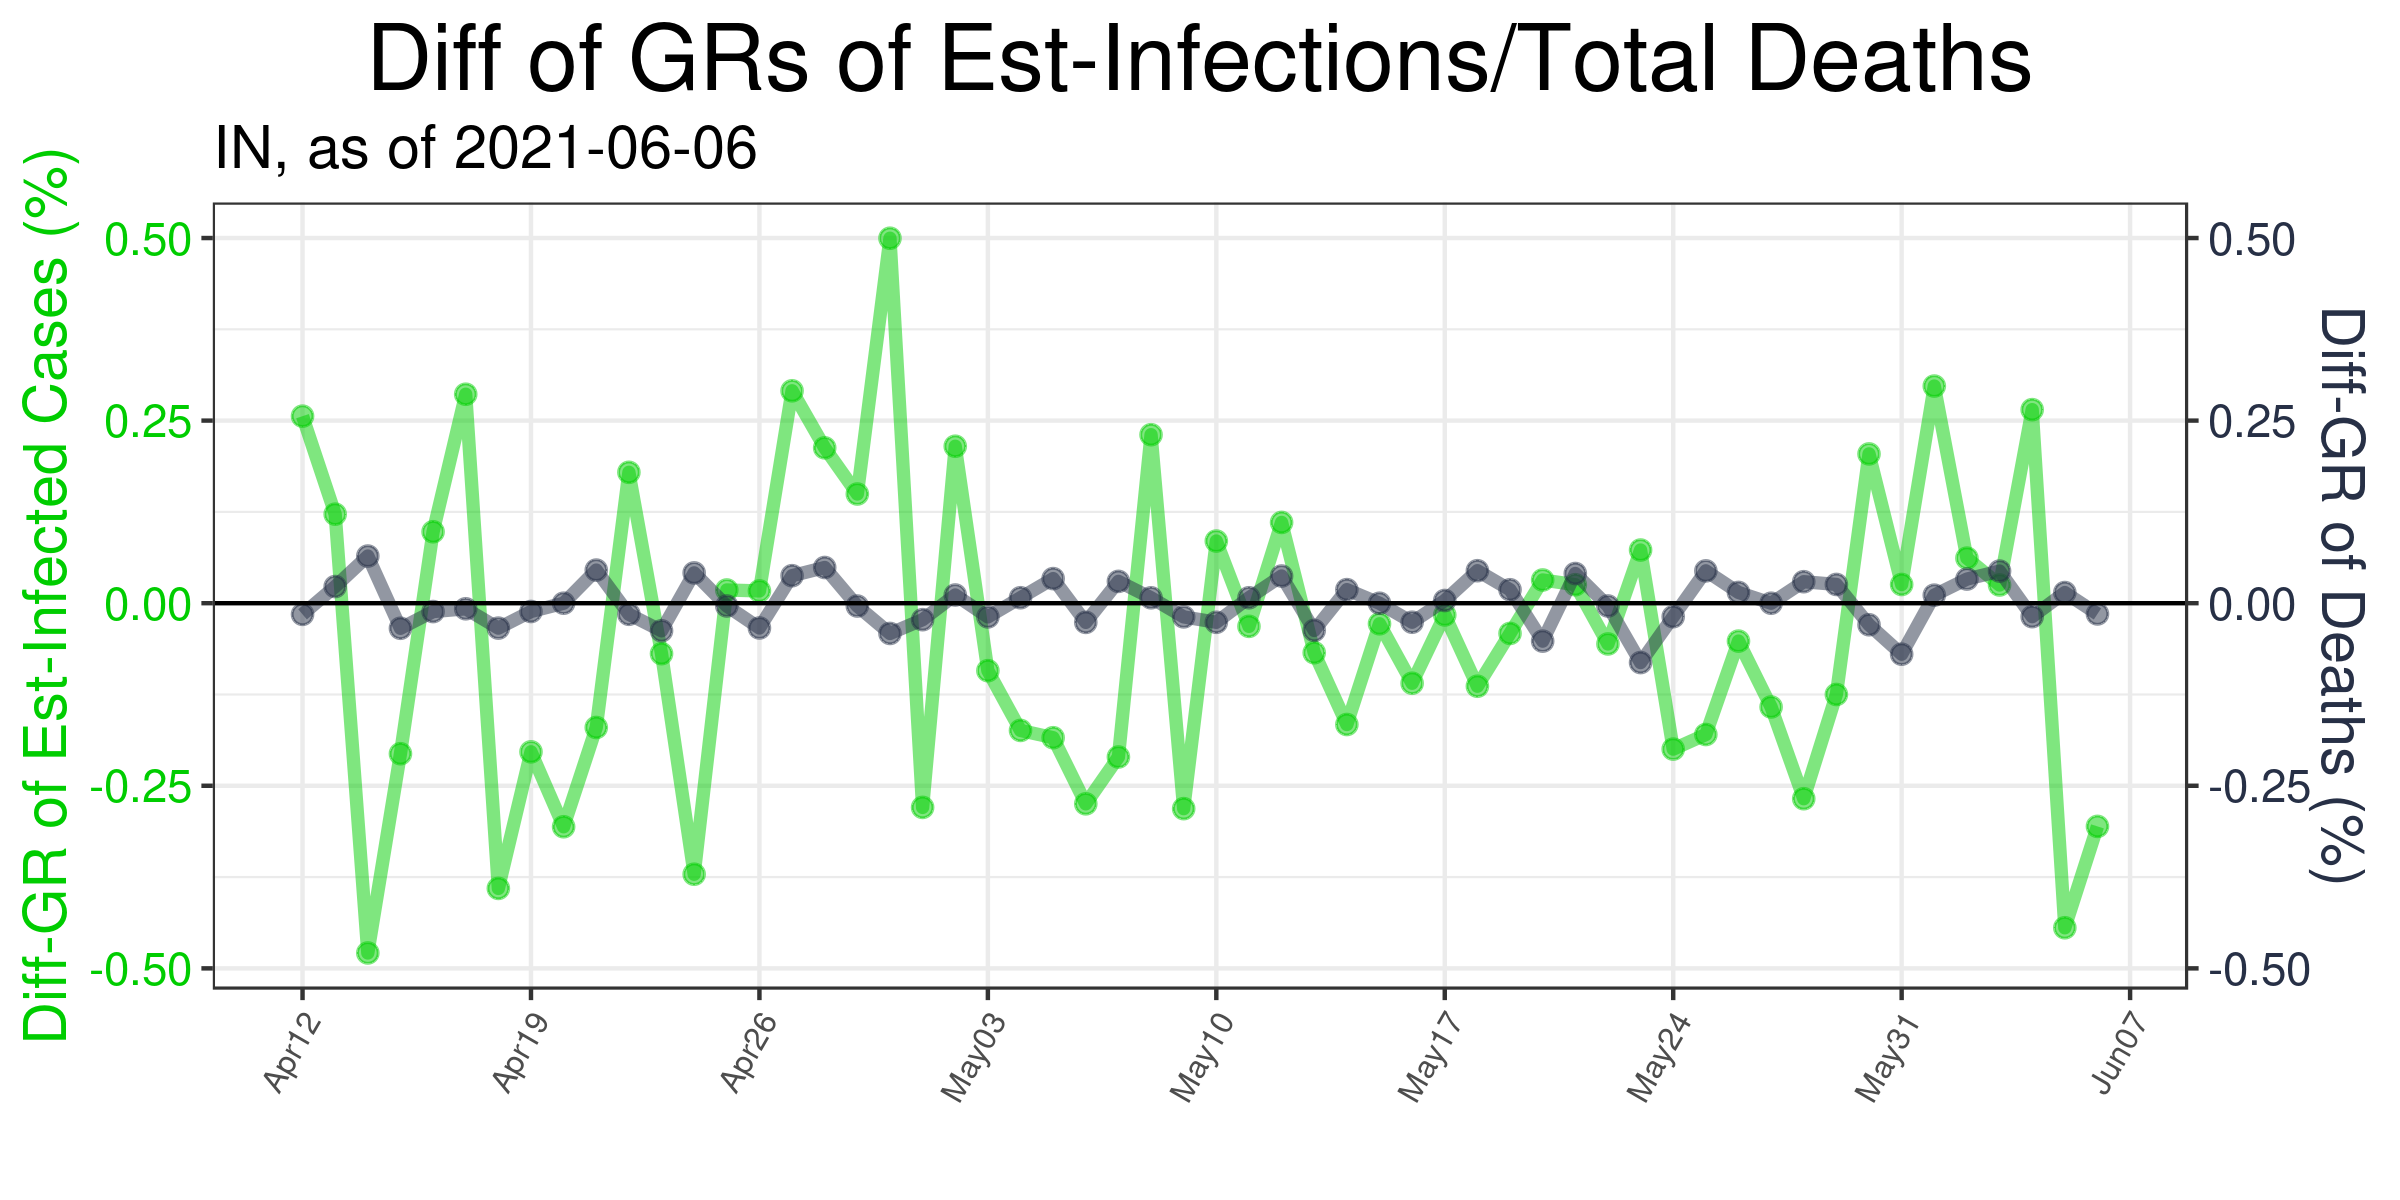 Diff of GRs of Est-Infections/Total Deaths
IN, as of 2021-06-06
Diff-GR of Est-Infected Cases (%)
0.50
0.25
0.00
-0.25
-0.50
0.50
0.25
0.00
-0.25
-0.50
Diff-GR of Deaths (%)
Apr12
Apr19
Apr26
May03
May10
May17
May24
May31
Jun07